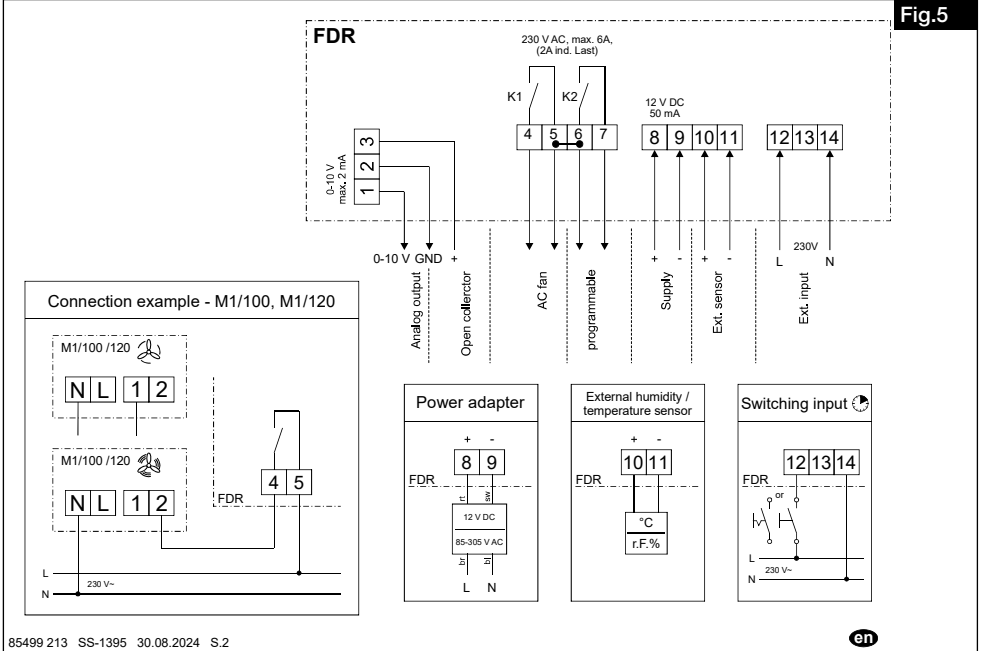 Fig.5
FDR
230 V AC, max. 6A,
(2A ind. Last)
K1
K2
12 V DC
50 mA
4 5 6 7
8 9 10 11
12 13 14
0-10 V
max. 2 mA
1 2 3
0-10 V GND +
+ - + -
230V
L N
Analog output
Open collerctor
AC fan
programmable
Supply
Ext. sensor
Ext. input
Connection example - M1/100, M1/120
M1/100 /120
N L 1 2
M1/100 /120
N L 1 2
4 5
FDR
L
230 V~
N
Power adapter
+ -
8 9
FDR
rt sw
12 V DC
85-305 V AC
br bl
L N
External humidity /
temperature sensor
+ -
10 11
FDR
°C
r.F.%
Switching input
12 13 14
FDR
or
L
230 V~
N
85499 213 SS-1395 30.08.2024 S.2
en